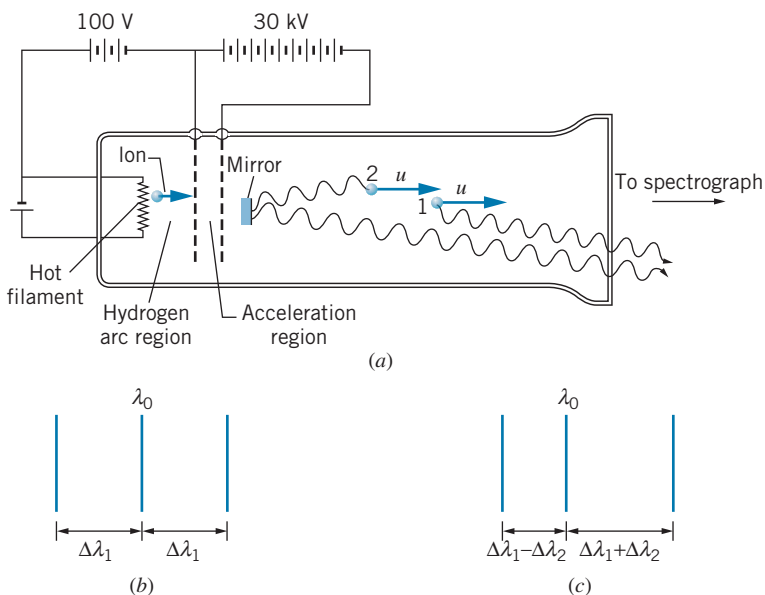 100 V
30 kV
Ion
Mirror
2
u
u
1
To spectrograph
Hot
filament
Hydrogen
arc region
Acceleration
region
(a)
λ0
λ0
Δλ1
Δλ1
Δλ1−Δλ2
Δλ1+Δλ2
(b)
(c)